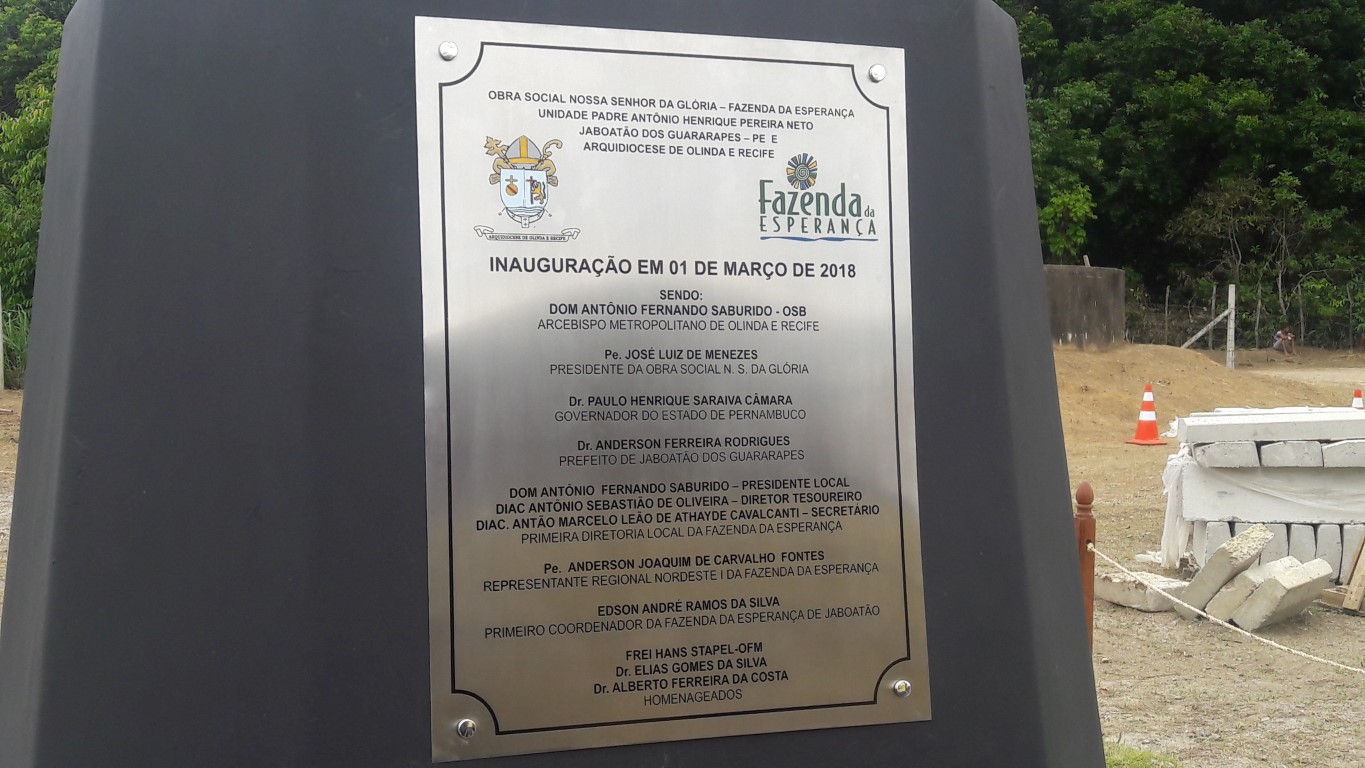 OBRA SOCIAL NOSSA SENHOR DA GLÓRIA – FAZENDA DA ESPERANÇA
UNIDADE PADRE ANTÔNIO HENRIQUE PEREIRA NETO
JABOATÃO DOS GUARARAPES – PE E
ARQUIDIOCESE DE OLINDA E RECIFE
ARQUIDIOCESE DE OLINDA E RECIFE
Fazenda da
ESPERANÇA
INAUGURAÇÃO EM 01 DE MARÇO DE 2018
SENDO:
DOM ANTÔNIO FERNANDO SABURIDO - OSB
ARCEBISPO METROPOLITANO DE OLINDA E RECIFE
Pe. JOSÉ LUIZ DE MENEZES
PRESIDENTE DA OBRA SOCIAL N. S. DA GLÓRIA
Dr. PAULO HENRIQUE SARAIVA CÂMARA
GOVERNADOR DO ESTADO DE PERNAMBUCO
Dr. ANDERSON FERREIRA RODRIGUES
PREFEITO DE JABOATÃO DOS GUARARAPES
DOM ANTÔNIO FERNANDO SABURIDO – PRESIDENTE LOCAL
DIAC ANTÔNIO SEBASTIÃO DE OLIVEIRA – DIRETOR TESOUREIRO
DIAC. ANTÃO MARCELO LEÃO DE ATHAYDE CAVALCANTI – SECRETÁRIO
PRIMEIRA DIRETORIA LOCAL DA FAZENDA DA ESPERANÇA
Pe. ANDERSON JOAQUIM DE CARVALHO FONTES
REPRESENTANTE REGIONAL NORDESTE I DA FAZENDA DA ESPERANÇA
EDSON ANDRÉ RAMOS DA SILVA
PRIMEIRO COORDENADOR DA FAZENDA DA ESPERANÇA DE JABOATÃO
FREI HANS STAPEL-OFM
Dr. ELIAS GOMES DA SILVA
Dr. ALBERTO FERREIRA DA COSTA
HOMENAGEADOS